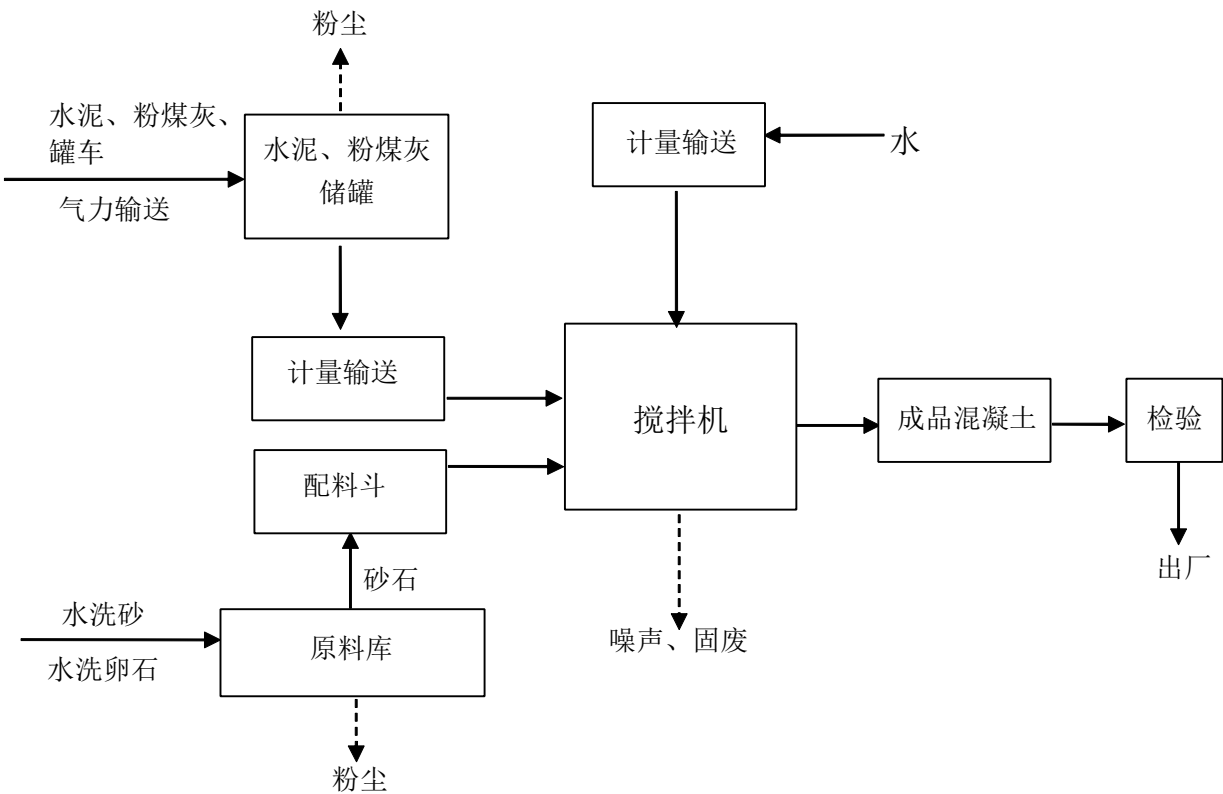 粉尘
水泥、粉煤灰、
罐车
气力输送
水泥、粉煤灰
储罐
计量输送
水
计量输送
搅拌机
成品混凝土
检验
配料斗
出厂
砂石
水洗砂
水洗卵石
原料库
噪声、固废
粉尘